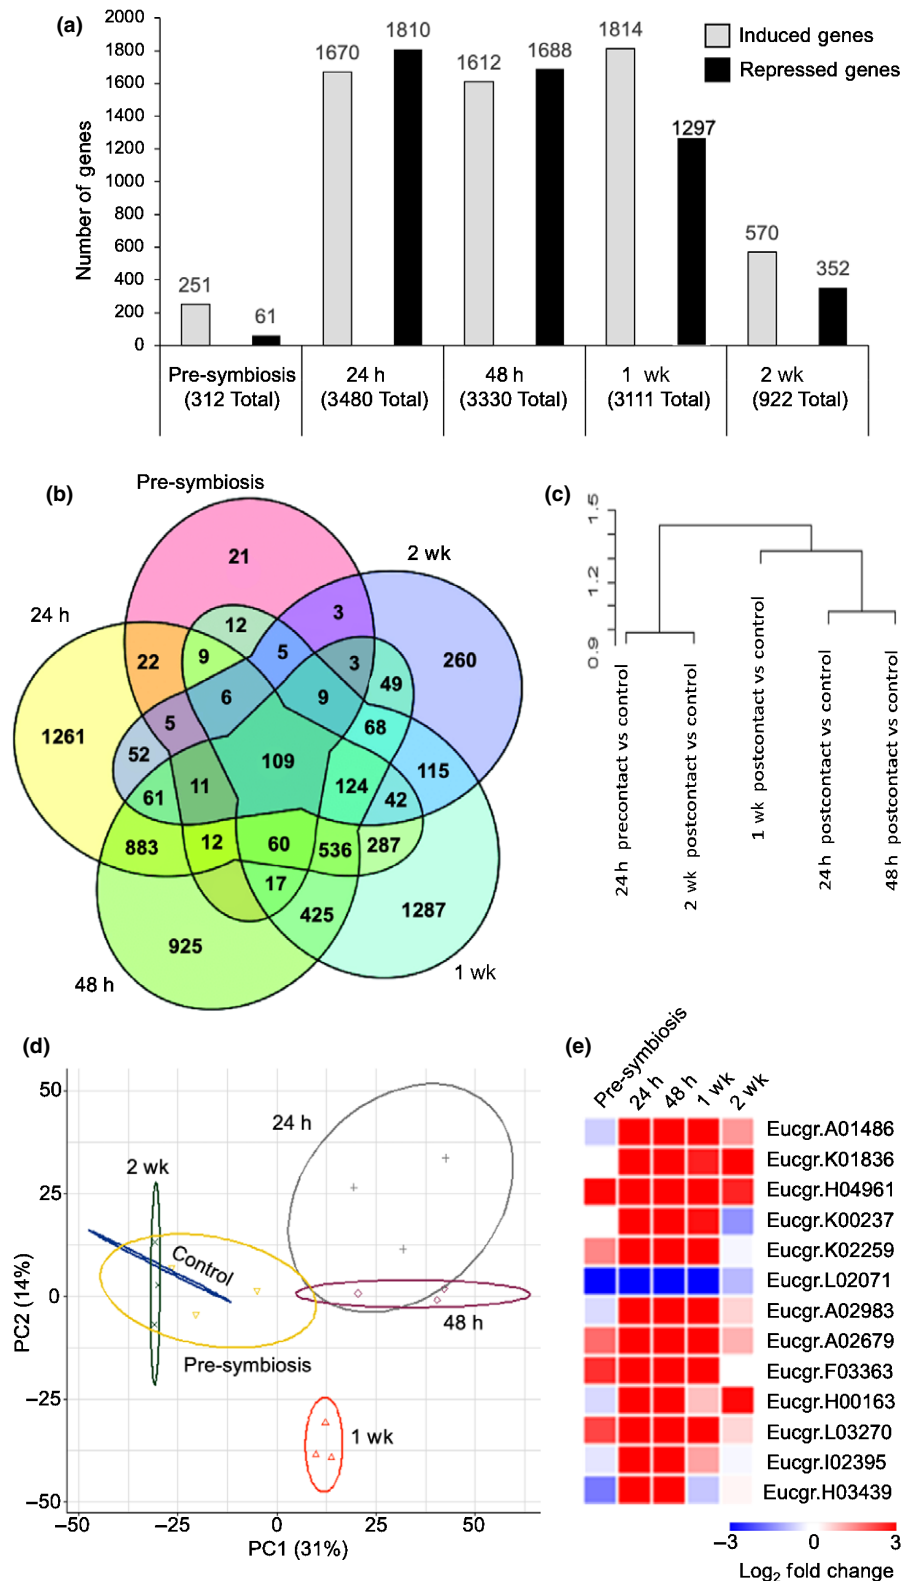 (a)
2000
1800
1600
1400
1200
1000
800
600
400
200
0
Number of genes
251
61
1670
1810
1612
1688
1814
1297
570
352
Induced genes
Repressed genes
Pre-symbiosis
(312 Total)
24 h
(3480 Total)
48 h
(3330 Total)
1 wk
(3111 Total)
2 wk
(922 Total)
(b)
Pre-symbiosis
2 wk
24 h
48 h
1 wk
21
3
12
5
260
22
9
3
49
6
9
5
68
1261
52
109
115
11
124
61
42
883
12
60
536
287
17
425
1287
925
(c)
1.5
1.2
0.9
24 h precontact vs control
2 wk postcontact vs control
1 wk postcontact vs control
24 h postcontact vs control
48 h postcontact vs control
(d)
50
25
0
−25
−50
PC2 (14%)
−50
−25
0
25
50
PC1 (31%)
24 h
2 wk
Control
48 h
Pre-symbiosis
1 wk
(e)
Pre-symbiosis
24 h
48 h
1 wk
2 wk
Eucgr.A01486
Eucgr.K01836
Eucgr.H04961
Eucgr.K00237
Eucgr.K02259
Eucgr.L02071
Eucgr.A02983
Eucgr.A02679
Eucgr.F03363
Eucgr.H00163
Eucgr.L03270
Eucgr.I02395
Eucgr.H03439
−3
0
3
Log2 fold change